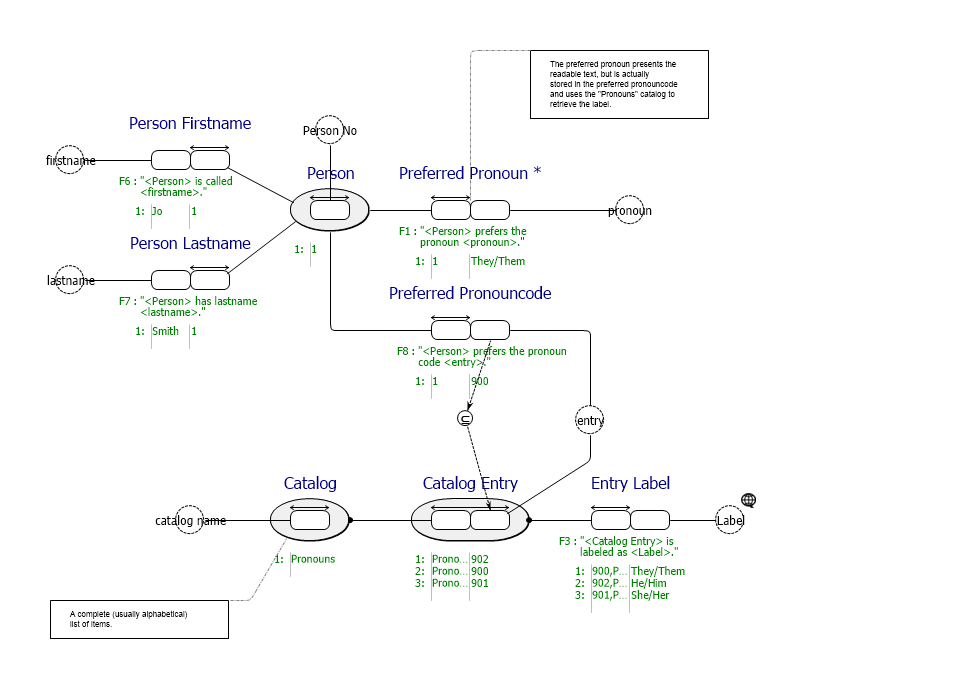 The preferred pronoun presents the
readable text, but is actually
stored in the preferred pronouncode
and uses the "Pronouns" catalog to
retrieve the label.
Person Firstname
Person No
firstname
Person
Preferred Pronoun *
F6 : "<Person> is called
<firstname>."
1: Jo 1
pronoun
Person Lastname
1: 1
F1 : "<Person> prefers the
pronoun <pronoun>."
1: 1 They/Them
lastname
Preferred Pronouncode
F7 : "<Person> has lastname
<lastname>."
1: Smith 1
F8 : "<Person> prefers the pronoun
code <entry>."
1: 1 900
⊆
entry
Catalog
Catalog Entry
Entry Label
catalog name
Label
F3 : "<Catalog Entry> is
labeled as <Label>."
1: Pronouns
1: Prono... 902
2: Prono... 900
3: Prono... 901
1: 900,P... They/Them
2: 902,P... He/Him
3: 901,P... She/Her
A complete (usually alphabetical)
list of items.